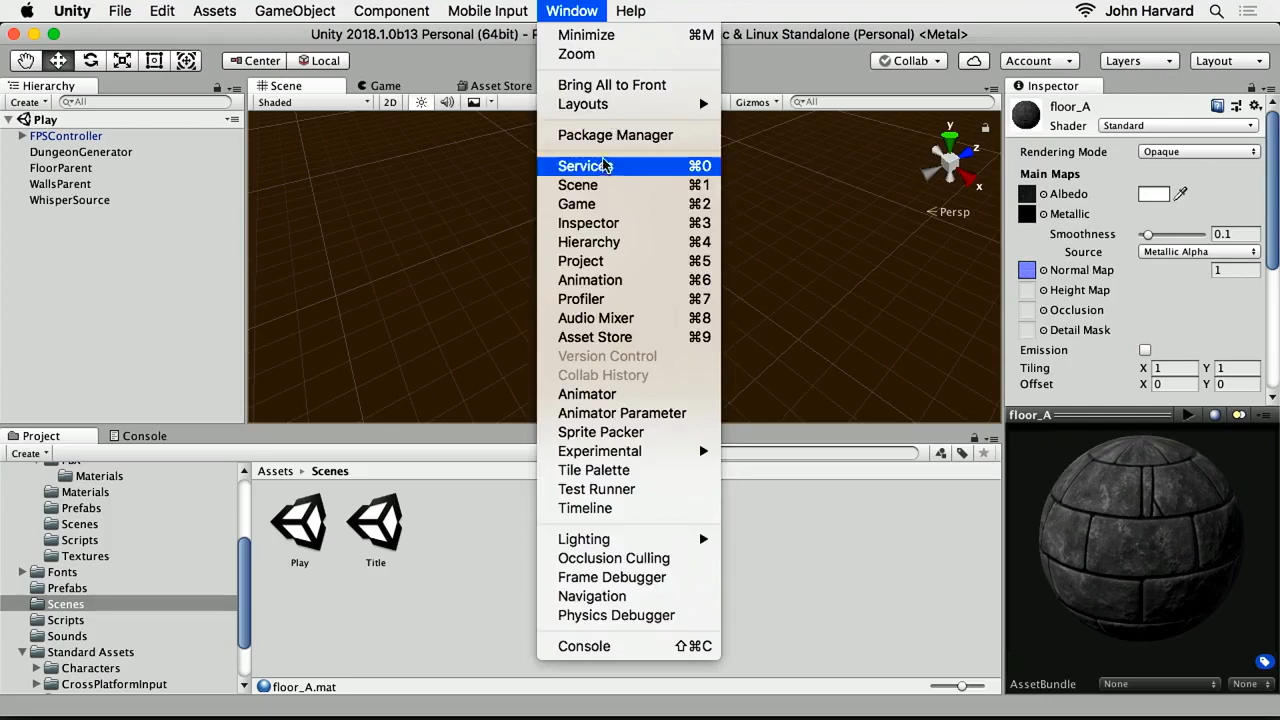 Unity File Edit Assets GameObject Component Mobile Input Window Help John Harvard
Unity 2018.1.0b13 Personal (64bit) - P
c & Linux Standalone (Personal) <Metal>
Center Local Collab Account Layers Layout
Hierarchy
Create All
Play
FPSController
DungeonGenerator
FloorParent
WallsParent
WhisperSource
Scene Game Asset Store
Shaded 2D Gizmos All
y
z
x
Persp
Minimize ⌘M
Zoom
Bring All to Front
Layouts
Package Manager
Services ⌘0
Scene ⌘1
Game ⌘2
Inspector ⌘3
Hierarchy ⌘4
Project ⌘5
Animation ⌘6
Profiler ⌘7
Audio Mixer ⌘8
Asset Store ⌘9
Version Control
Collab History
Animator
Animator Parameter
Sprite Packer
Experimental
Tile Palette
Test Runner
Timeline
Lighting
Occlusion Culling
Frame Debugger
Navigation
Physics Debugger
Console ⇧⌘C
Inspector
floor_A
Shader Standard
Rendering Mode Opaque
Main Maps
Albedo
Metallic
Smoothness 0.1
Source Metallic Alpha
Normal Map 1
Height Map
Occlusion
Detail Mask
Emission
Tiling X 1 Y 1
Offset X 0 Y 0
floor_A
AssetBundle None None
Project Console
Create
Materials
Materials
Prefabs
Scenes
Scripts
Textures
Fonts
Prefabs
Scenes
Scripts
Sounds
Standard Assets
Characters
CrossPlatformInput
Assets Scenes
Play Title
floor_A.mat